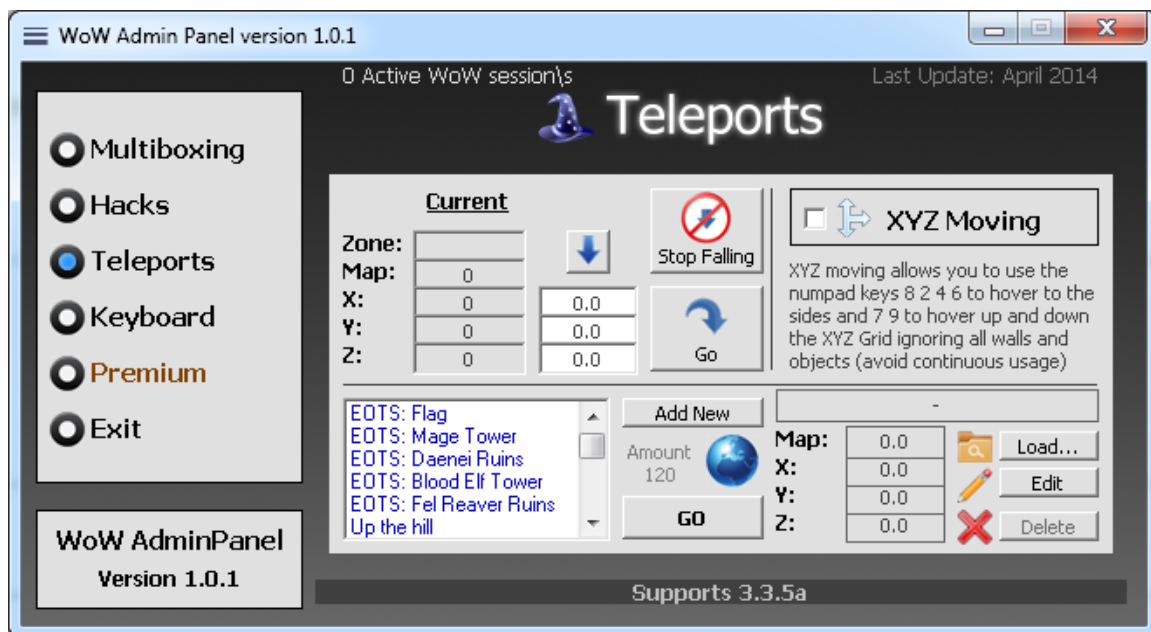 WoW Admin Panel version 1.0.1
0 Active WoW session\s
Last Update: April 2014
Teleports
Multiboxing
Hacks
Teleports
Keyboard
Premium
Exit
WoW AdminPanel
Version 1.0.1
Current
Zone:
Map: 0
X: 0 0.0
Y: 0 0.0
Z: 0 0.0
Stop Falling
Go
XYZ Moving
XYZ moving allows you to use the
numpad keys 8 2 4 6 to hover to the
sides and 7 9 to hover up and down
the XYZ Grid ignoring all walls and
objects (avoid continuous usage)
EOTS: Flag
EOTS: Mage Tower
EOTS: Daenei Ruins
EOTS: Blood Elf Tower
EOTS: Fel Reaver Ruins
Up the hill
Add New
Amount
120
GO
-
Map: 0.0
X: 0.0
Y: 0.0
Z: 0.0
Load...
Edit
Delete
Supports 3.3.5a